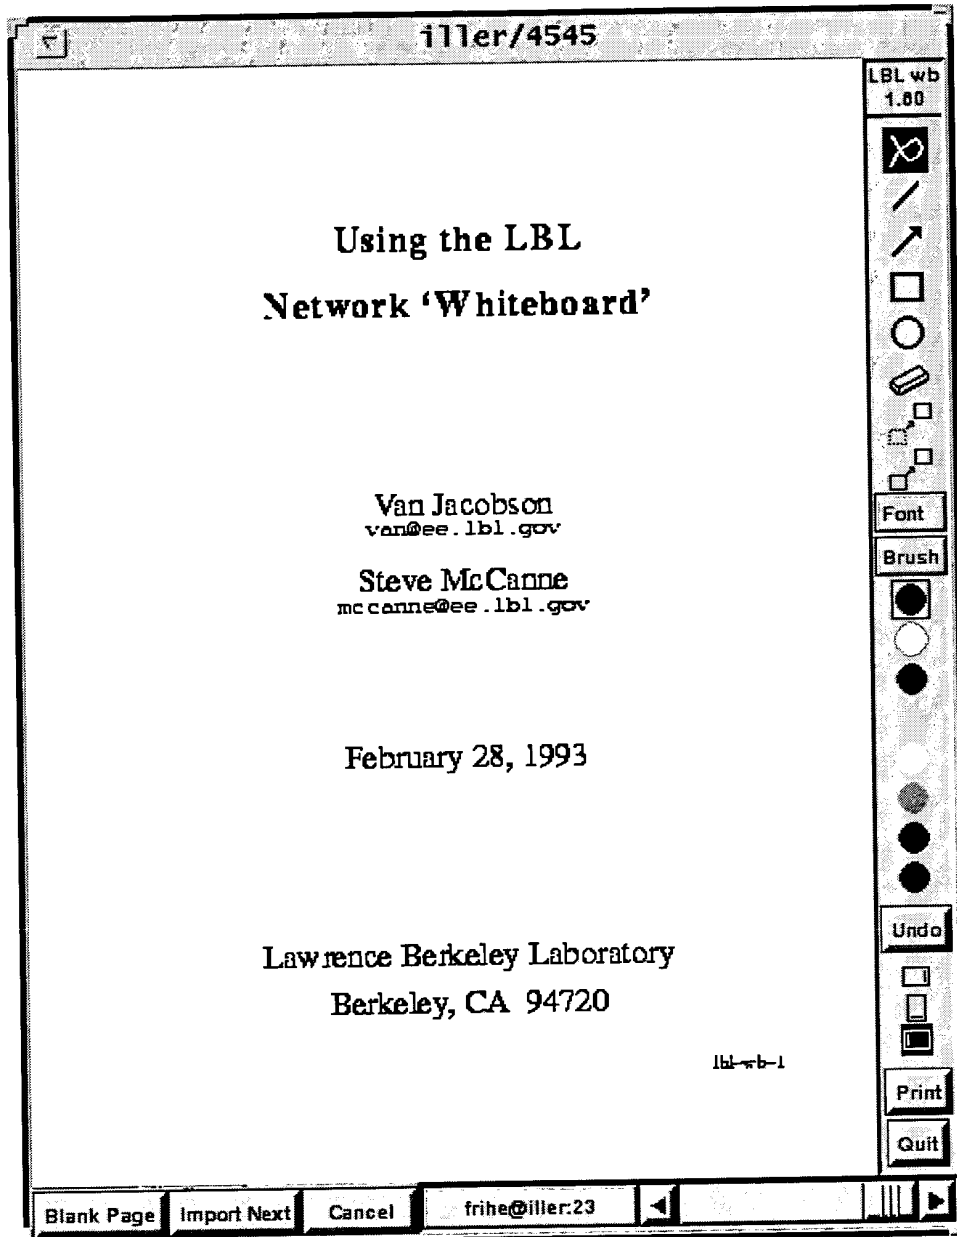 iller/4545
LBL wb
1.60
Using the LBL
Network ‘Whiteboard’
Van Jacobson
van@ee.lbl.gov
Steve McCanne
mccanne@ee.lbl.gov
February 28, 1993
Lawrence Berkeley Laboratory
Berkeley, CA 94720
lbl-wb-1
Font
Brush
Undo
Print
Quit
Blank Page Import Next Cancel frihe@iller:23